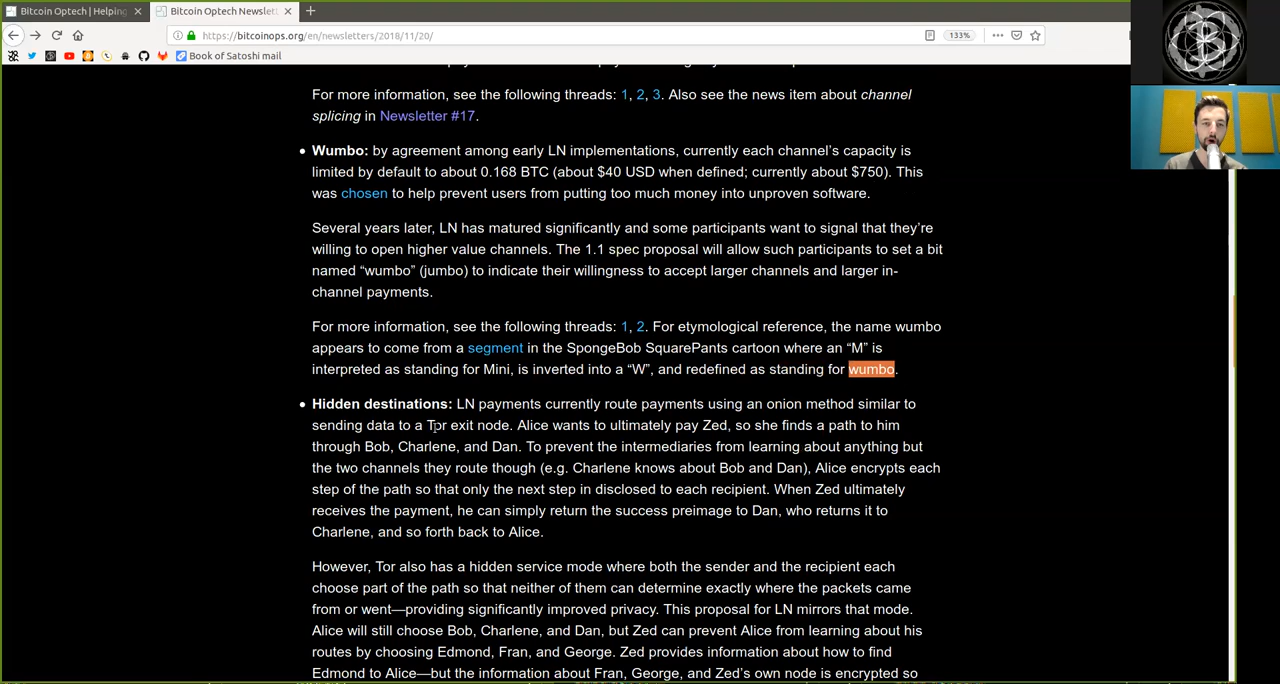 Bitcoin Optech | Helping
Bitcoin Optech Newslett
https://bitcoinops.org/en/newsletters/2018/11/20/
133%
Book of Satoshi mail
For more information, see the following threads: 1, 2, 3. Also see the news item about channel
splicing in Newsletter #17.
Wumbo: by agreement among early LN implementations, currently each channel's capacity is
limited by default to about 0.168 BTC (about $40 USD when defined; currently about $750). This
was chosen to help prevent users from putting too much money into unproven software.
Several years later, LN has matured significantly and some participants want to signal that they're
willing to open higher value channels. The 1.1 spec proposal will allow such participants to set a bit
named “wumbo” (jumbo) to indicate their willingness to accept larger channels and larger in-
channel payments.
For more information, see the following threads: 1, 2. For etymological reference, the name wumbo
appears to come from a segment in the SpongeBob SquarePants cartoon where an “M” is
interpreted as standing for Mini, is inverted into a “W”, and redefined as standing for wumbo.
Hidden destinations: LN payments currently route payments using an onion method similar to
sending data to a Tor exit node. Alice wants to ultimately pay Zed, so she finds a path to him
through Bob, Charlene, and Dan. To prevent the intermediaries from learning about anything but
the two channels they route though (e.g. Charlene knows about Bob and Dan), Alice encrypts each
step of the path so that only the next step in disclosed to each recipient. When Zed ultimately
receives the payment, he can simply return the success preimage to Dan, who returns it to
Charlene, and so forth back to Alice.
However, Tor also has a hidden service mode where both the sender and the recipient each
choose part of the path so that neither of them can determine exactly where the packets came
from or went—providing significantly improved privacy. This proposal for LN mirrors that mode.
Alice will still choose Bob, Charlene, and Dan, but Zed can prevent Alice from learning about his
routes by choosing Edmond, Fran, and George. Zed provides information about how to find
Edmond to Alice—but the information about Fran, George, and Zed's own node is encrypted so